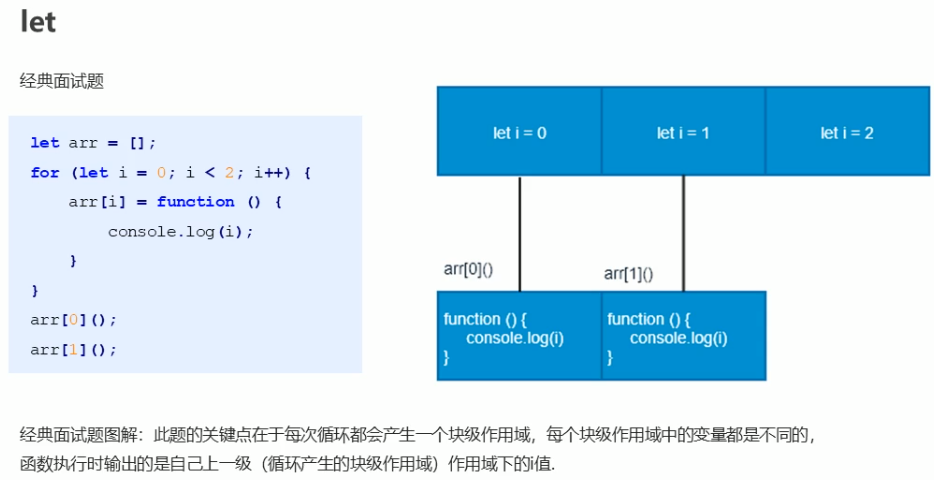 let
经典面试题
let arr = [];
for (let i = 0; i < 2; i++) {
arr[i] = function () {
console.log(i);
}
}
arr[0]();
arr[1]();
let i = 0
let i = 1
let i = 2
arr[0]()
arr[1]()
function () {
console.log(i)
}
function () {
console.log(i)
}
经典面试题图解：此题的关键点在于每次循环都会产生一个块级作用域，每个块级作用域中的变量都是不同的，
函数执行时输出的是自己上一级（循环产生的块级作用域）作用域下的i值.